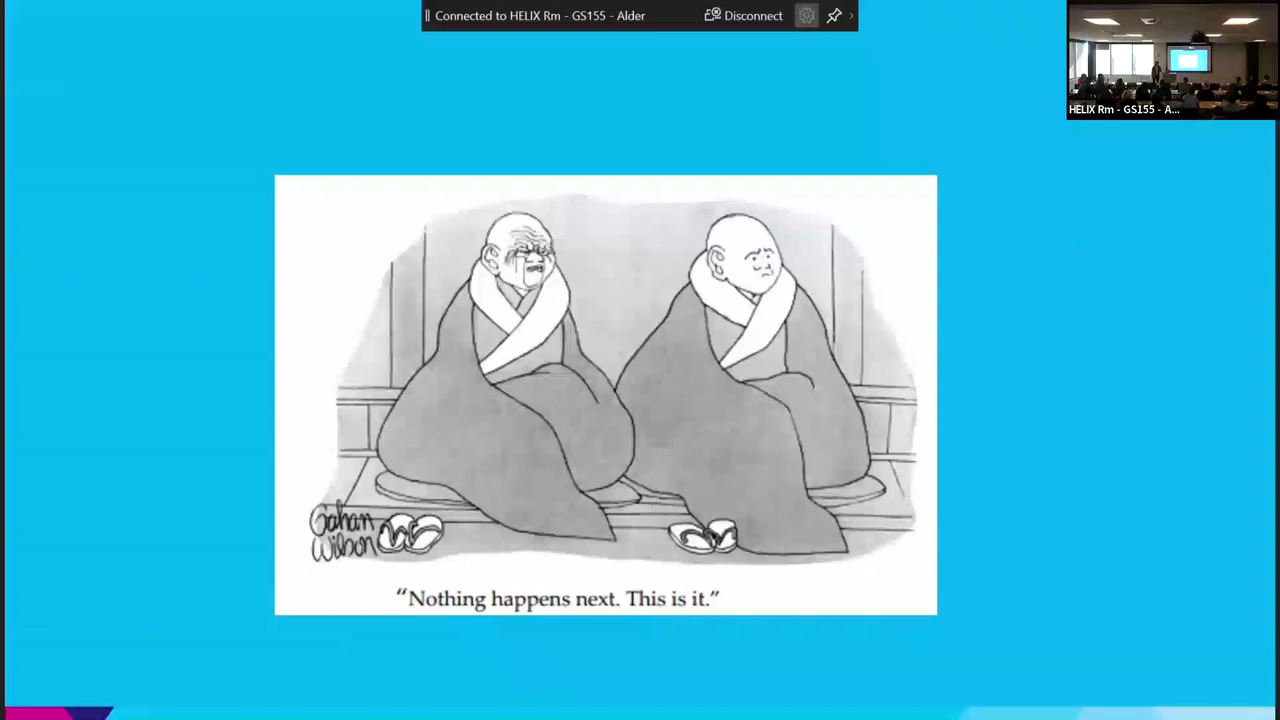 Connected to HELIX Rm - GS155 - Alder
Disconnect
HELIX Rm - GS155 - A...
Gahan
Wilson
“Nothing happens next. This is it.”